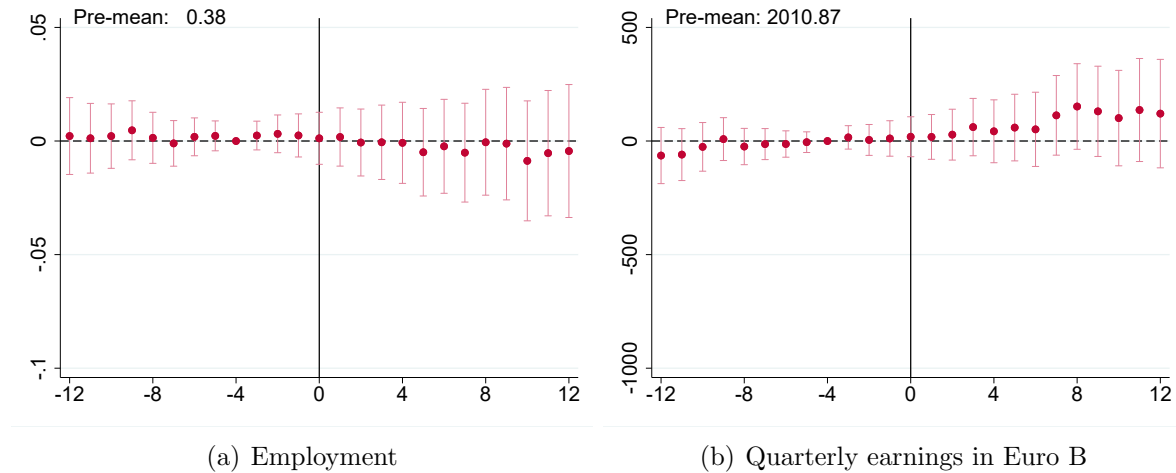 Pre-mean: 0.38
.05
0
-.05
-.1
-12 -8 -4 0 4 8 12
(a) Employment
Pre-mean: 2010.87
500
0
-500
-1000
-12 -8 -4 0 4 8 12
(b) Quarterly earnings in Euro B